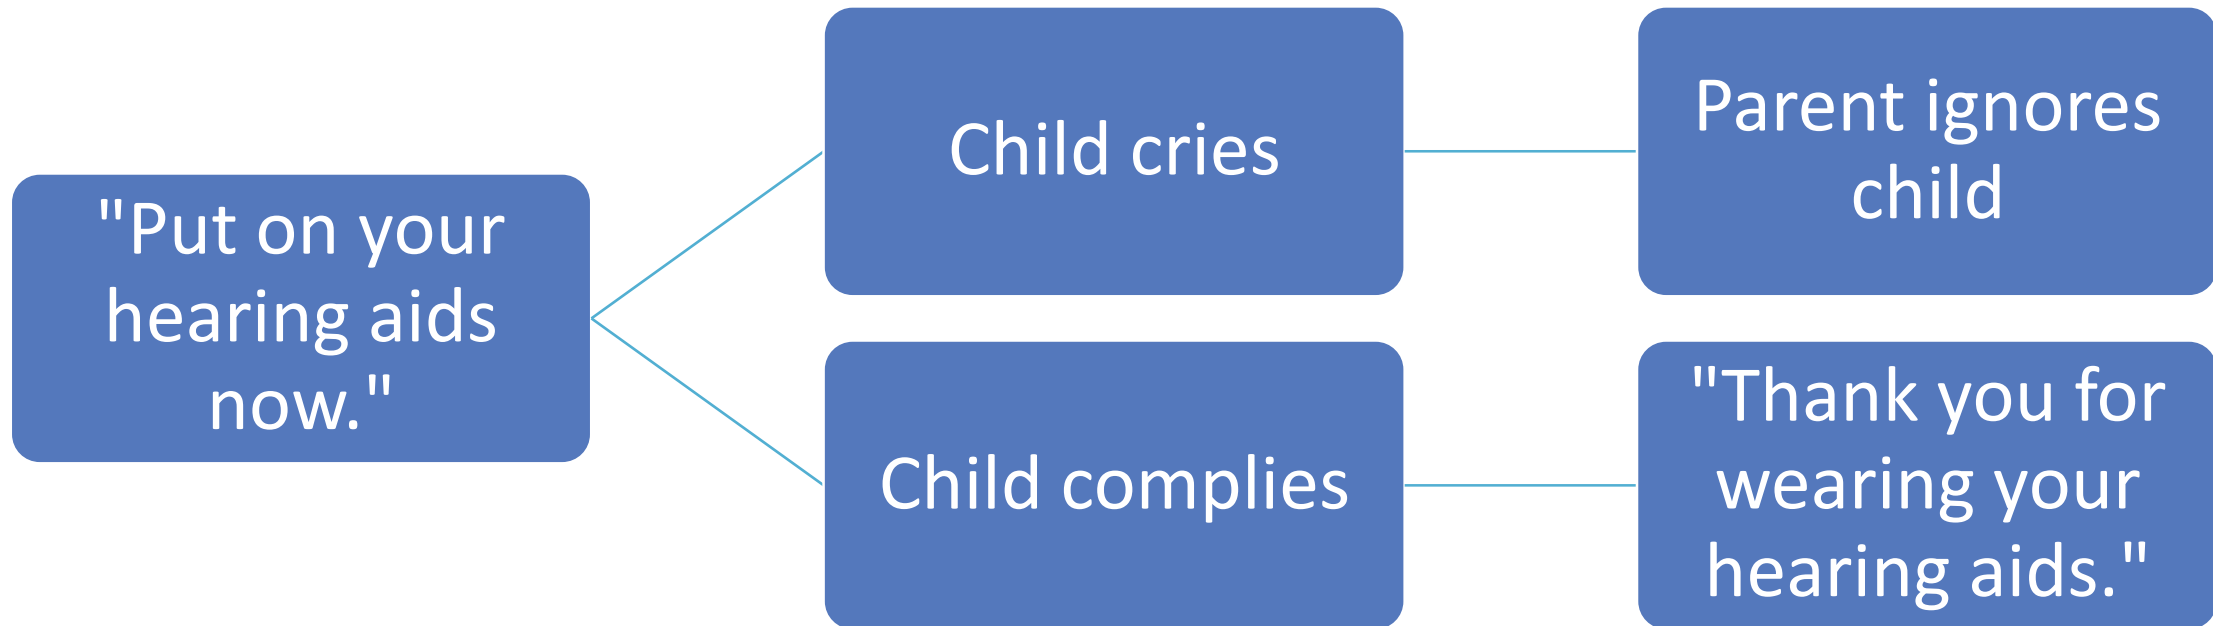 "Put on your
hearing aids
now."
Child cries
Parent ignores
child
Child complies
"Thank you for
wearing your
hearing aids."